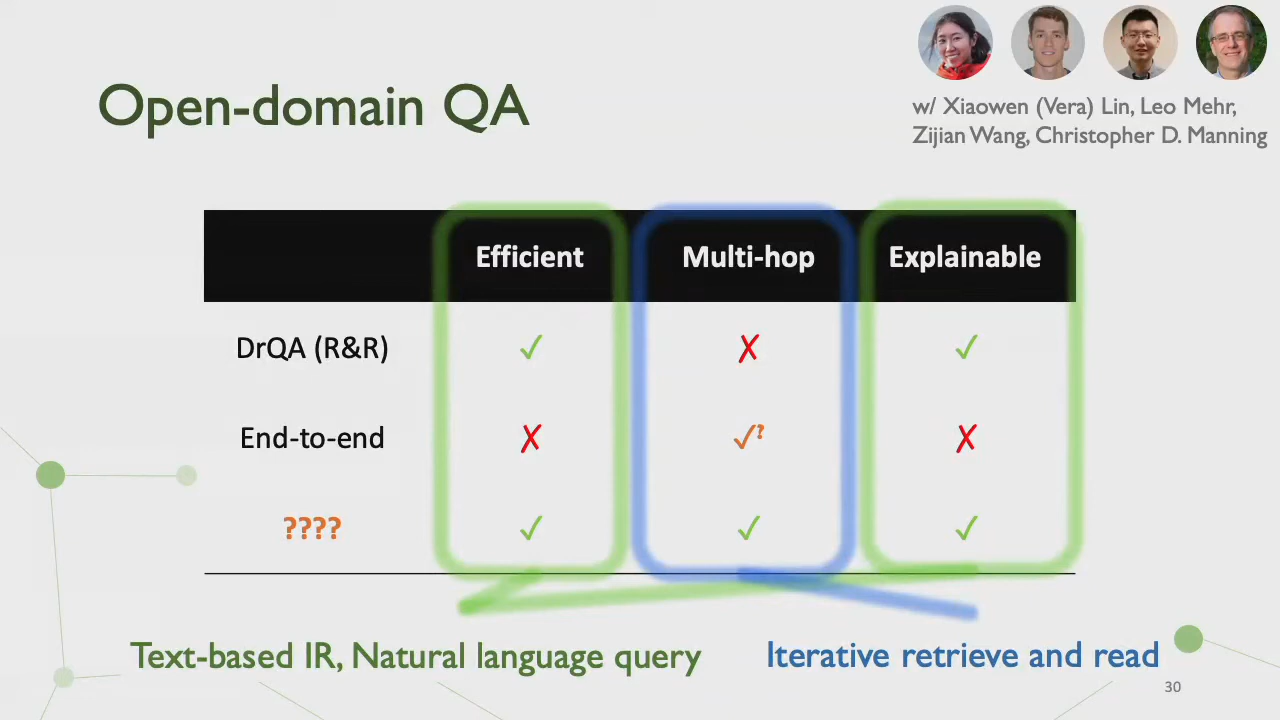 Open-domain QA
w/ Xiaowen (Vera) Lin, Leo Mehr,
Zijian Wang, Christopher D. Manning
Efficient Multi-hop Explainable
DrQA (R&R) ✓ ✗ ✓
End-to-end ✗ ✓? ✗
???? ✓ ✓ ✓
Text-based IR, Natural language query
Iterative retrieve and read
30